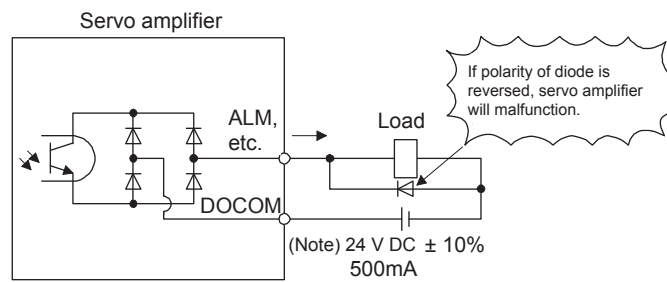 Servo amplifier
If polarity of diode is
reversed, servo amplifier
will malfunction.
ALM,
etc.
Load
DOCOM
(Note) 24 V DC ± 10%
500mA